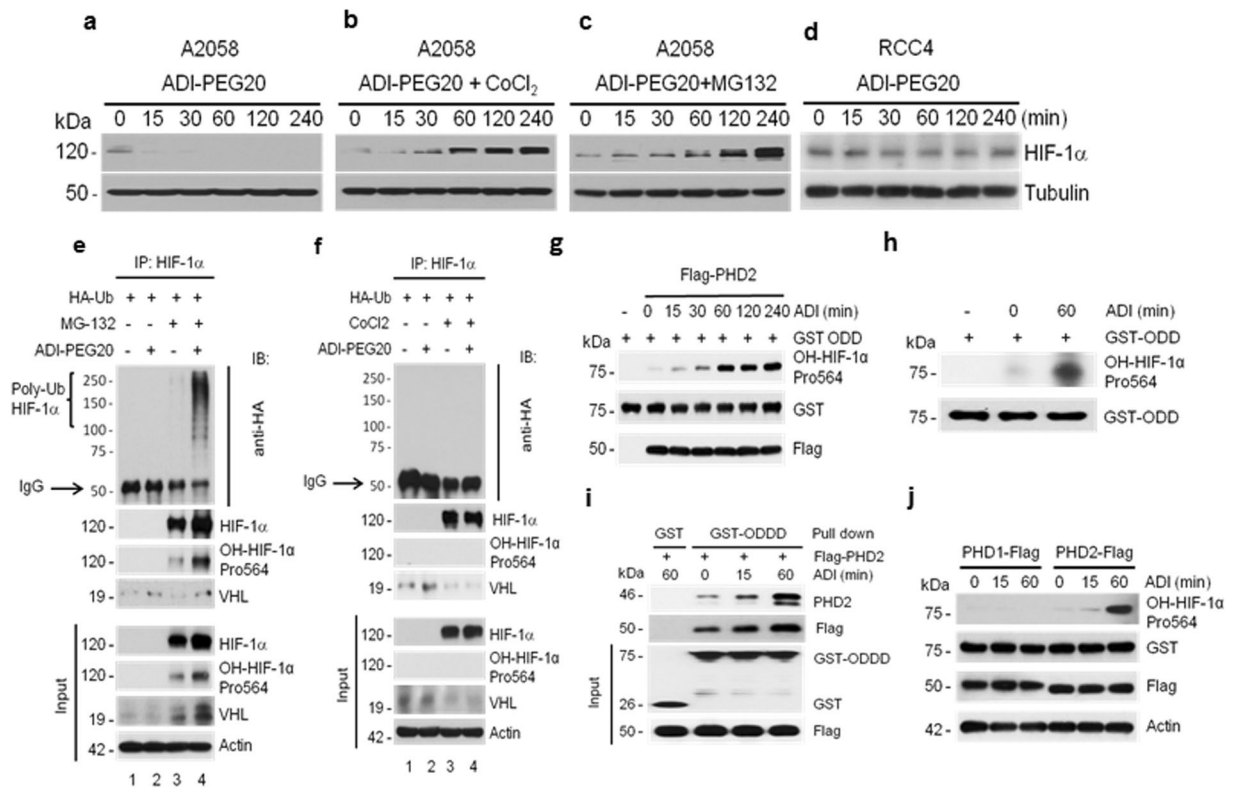 a
A2058
ADI-PEG20
kDa 0 15 30 60 120 240
120 -
50 -
b
A2058
ADI-PEG20 + CoCl₂
0 15 30 60 120 240
c
A2058
ADI-PEG20+MG132
0 15 30 60 120 240
d
RCC4
ADI-PEG20
0 15 30 60 120 240 (min)
HIF-1α
Tubulin
e
IP: HIF-1α
HA-Ub + + + +
MG-132 - - + +
ADI-PEG20 - + - +
IB:
Poly-Ub
HIF-1α
250 -
150 -
100 -
75 -
IgG → 50 -
anti-HA
120 - HIF-1α
120 - OH-HIF-1α
Pro564
19 - VHL
Input
120 - HIF-1α
120 - OH-HIF-1α
Pro564
19 - VHL
42 - Actin
1 2 3 4
f
IP: HIF-1α
HA-Ub + + + +
CoCl2 - - + +
ADI-PEG20 - + - +
IB:
250 -
150 -
100 -
75 -
IgG → 50 -
anti-HA
120 - HIF-1α
120 - OH-HIF-1α
Pro564
19 - VHL
Input
120 - HIF-1α
120 - OH-HIF-1α
Pro564
19 - VHL
42 - Actin
1 2 3 4
g
Flag-PHD2
- 0 15 30 60 120 240 ADI (min)
kDa + + + + + + + GST ODD
75 - OH-HIF-1α
Pro564
75 - GST
50 - Flag
h
- 0 60 ADI (min)
kDa - + + GST-ODD
75 - OH-HIF-1α
Pro564
75 - GST-ODD
i
GST GST-ODDD Pull down
+ + + + Flag-PHD2
kDa 60 0 15 60 ADI (min)
46 - PHD2
50 - Flag
Input
75 - GST-ODDD
26 - GST
50 - Flag
j
PHD1-Flag PHD2-Flag
kDa 0 15 60 0 15 60 ADI (min)
75 - OH-HIF-1α
Pro564
75 - GST
50 - Flag
42 - Actin